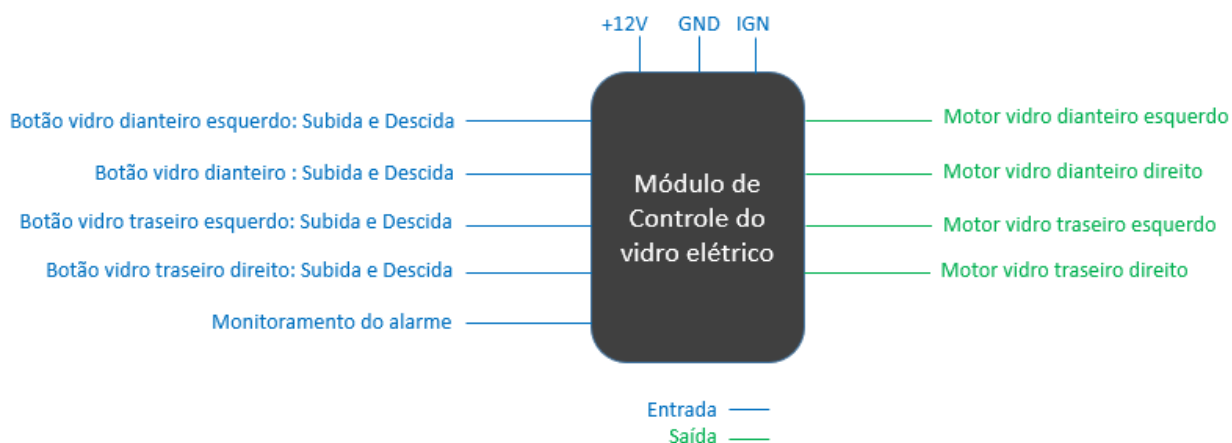 +12V GND IGN
Botão vidro dianteiro esquerdo: Subida e Descida
Botão vidro dianteiro : Subida e Descida
Botão vidro traseiro esquerdo: Subida e Descida
Botão vidro traseiro direito: Subida e Descida
Monitoramento do alarme
Módulo de
Controle do
vidro elétrico
Motor vidro dianteiro esquerdo
Motor vidro dianteiro direito
Motor vidro traseiro esquerdo
Motor vidro traseiro direito
Entrada
Saída